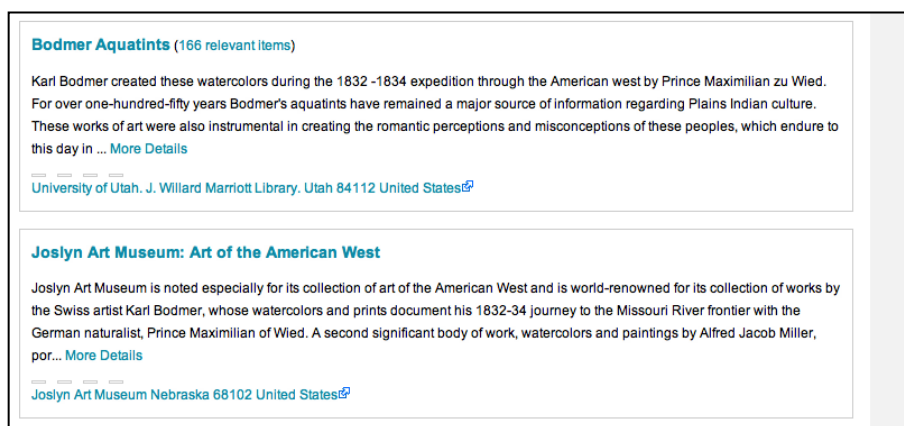 Bodmer Aquatints (166 relevant items)
Karl Bodmer created these watercolors during the 1832 -1834 expedition through the American west by Prince Maximilian zu Wied.
For over one-hundred-fifty years Bodmer's aquatints have remained a major source of information regarding Plains Indian culture.
These works of art were also instrumental in creating the romantic perceptions and misconceptions of these peoples, which endure to
this day in ... More Details
University of Utah. J. Willard Marriott Library. Utah 84112 United States
Joslyn Art Museum: Art of the American West
Joslyn Art Museum is noted especially for its collection of art of the American West and is world-renowned for its collection of works by
the Swiss artist Karl Bodmer, whose watercolors and prints document his 1832-34 journey to the Missouri River frontier with the
German naturalist, Prince Maximilian of Wied. A second significant body of work, watercolors and paintings by Alfred Jacob Miller,
por... More Details
Joslyn Art Museum Nebraska 68102 United States